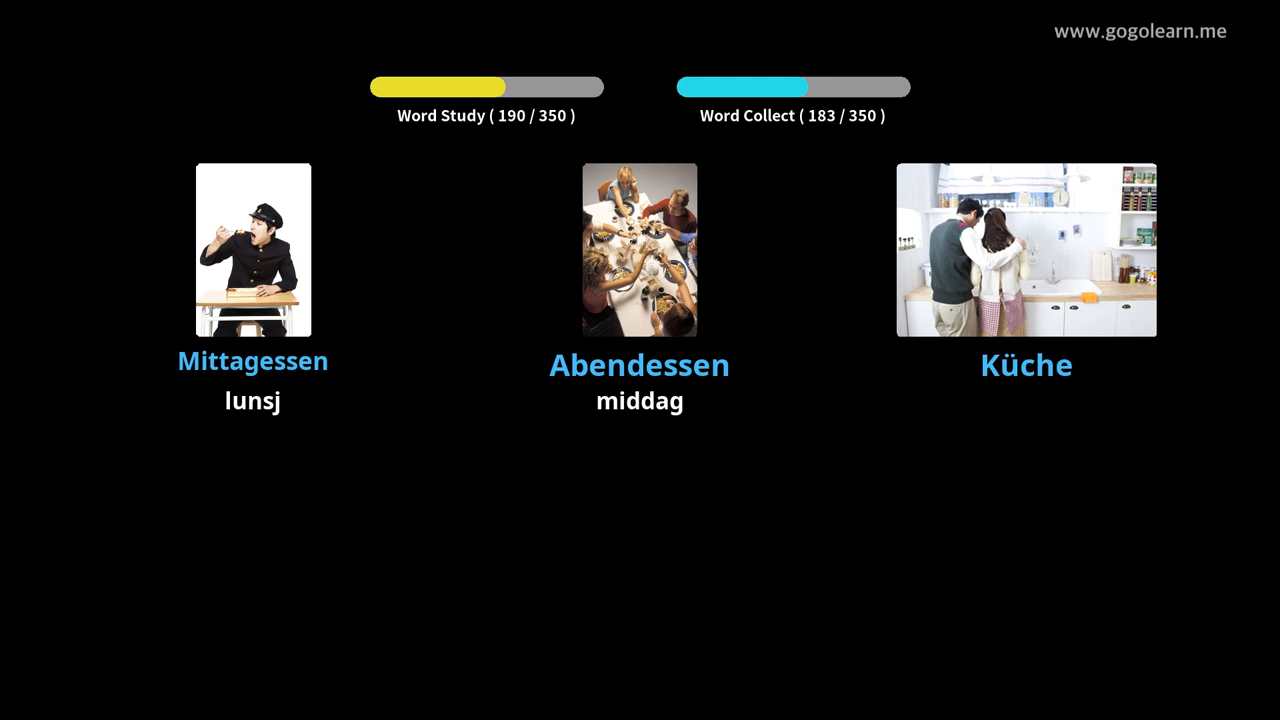 www.gogolearn.me
Word Study ( 190 / 350 )
Word Collect ( 183 / 350 )
Mittagessen
lunsj
Abendessen
middag
Küche